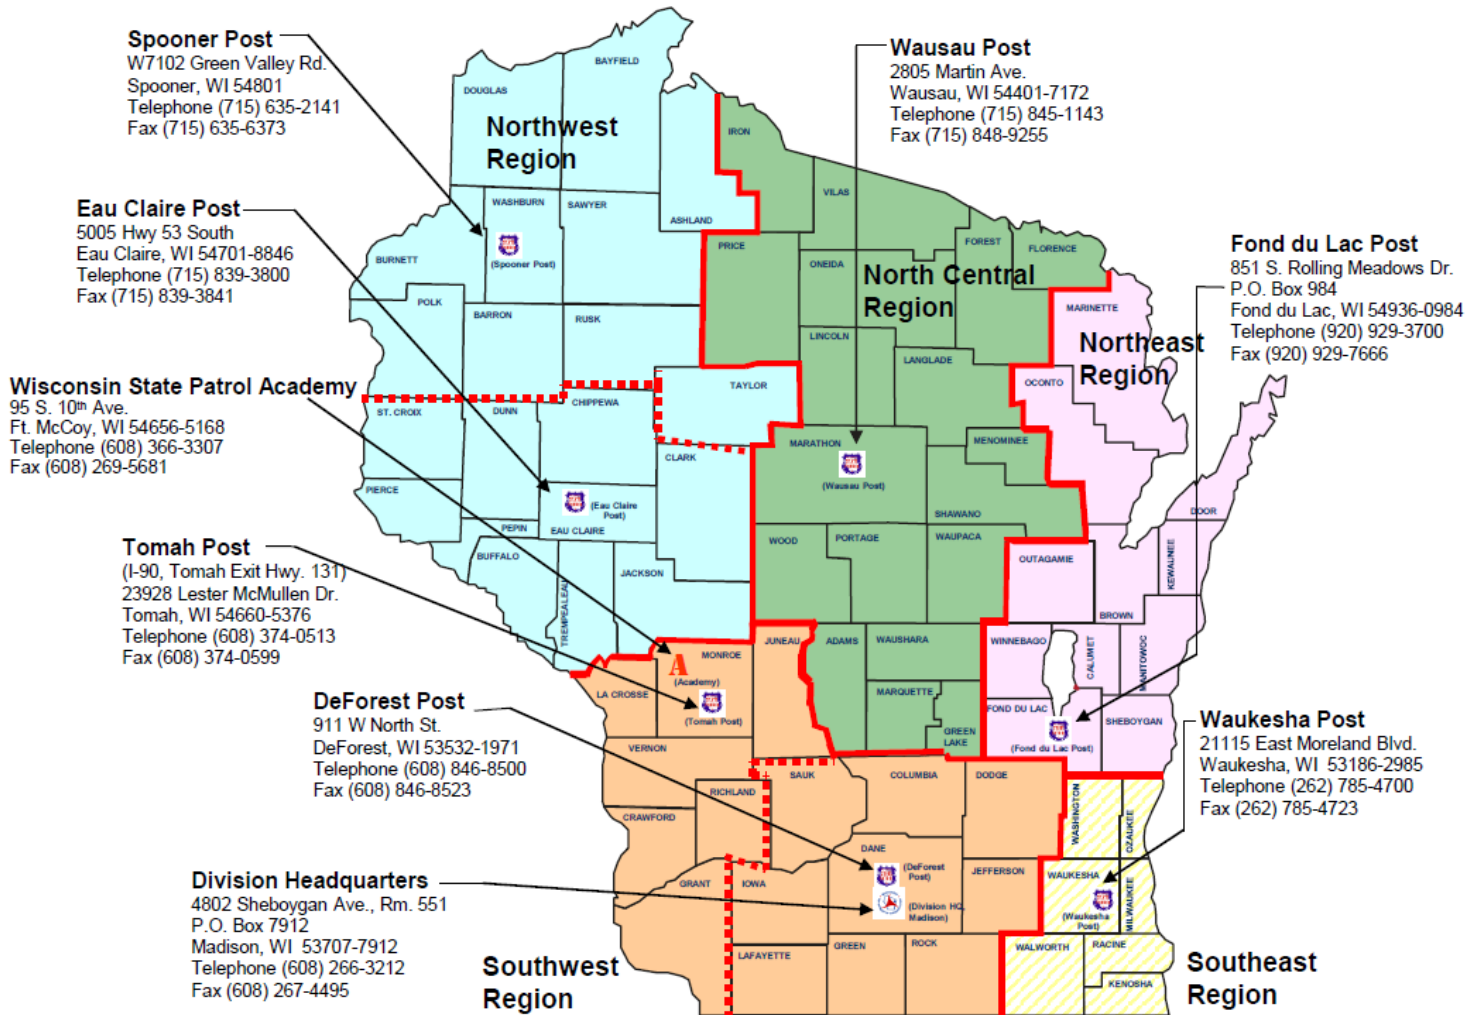 Spooner Post
W7102 Green Valley Rd.
Spooner, WI 54801
Telephone (715) 635-2141
Fax (715) 635-6373
Eau Claire Post
5005 Hwy 53 South
Eau Claire, WI 54701-8846
Telephone (715) 839-3800
Fax (715) 839-3841
Wisconsin State Patrol Academy
95 S. 10th Ave.
Ft. McCoy, WI 54656-5168
Telephone (608) 366-3307
Fax (608) 269-5681
Tomah Post
(I-90, Tomah Exit Hwy. 131)
23928 Lester McMullen Dr.
Tomah, WI 54660-5376
Telephone (608) 374-0513
Fax (608) 374-0599
DeForest Post
911 W North St.
DeForest, WI 53532-1971
Telephone (608) 846-8500
Fax (608) 846-8523
Division Headquarters
4802 Sheboygan Ave., Rm. 551
P.O. Box 7912
Madison, WI 53707-7912
Telephone (608) 266-3212
Fax (608) 267-4495
Wausau Post
2805 Martin Ave.
Wausau, WI 54401-7172
Telephone (715) 845-1143
Fax (715) 848-9255
Fond du Lac Post
851 S. Rolling Meadows Dr.
P.O. Box 984
Fond du Lac, WI 54936-0984
Telephone (920) 929-3700
Fax (920) 929-7666
Waukesha Post
21115 East Moreland Blvd.
Waukesha, WI 53186-2985
Telephone (262) 785-4700
Fax (262) 785-4723
Northwest
Region
DOUGLAS
BAYFIELD
WASHBURN
SAWYER
ASHLAND
(Spooner Post)
BURNETT
POLK
BARRON
RUSK
TAYLOR
ST. CROIX
DUNN
CHIPPEWA
CLARK
PIERCE
(Eau Claire
Post)
PEPIN
EAU CLAIRE
BUFFALO
TREMPEALEAU
JACKSON
North Central
Region
IRON
VILAS
PRICE
ONEIDA
FOREST
FLORENCE
LINCOLN
LANGLADE
MARATHON
(Wausau Post)
MENOMINEE
SHAWANO
WOOD
PORTAGE
WAUPACA
ADAMS
WAUSHARA
MARQUETTE
GREEN
LAKE
Northeast
Region
MARINETTE
OCONTO
DOOR
OUTAGAMIE
BROWN
KEWAUNEE
WINNEBAGO
CALUMET
MANITOWOC
FOND DU LAC
(Fond du Lac Post)
SHEBOYGAN
Southwest
Region
LA CROSSE
MONROE
A
(Academy)
(Tomah Post)
JUNEAU
VERNON
RICHLAND
SAUK
COLUMBIA
DODGE
CRAWFORD
GRANT
IOWA
DANE
(DeForest
Post)
(Division HQ,
Madison)
JEFFERSON
LAFAYETTE
GREEN
ROCK
Southeast
Region
WASHINGTON
OZAUKEE
WAUKESHA
(Waukesha
Post)
MILWAUKEE
WALWORTH
RACINE
KENOSHA